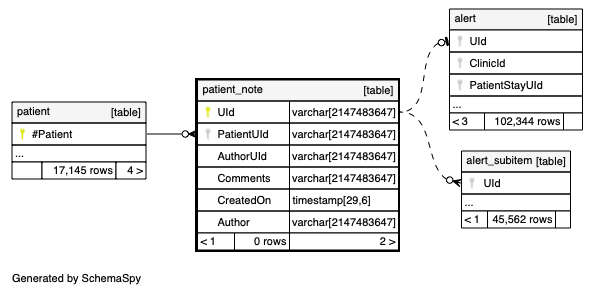 alert [table]
UId
ClinicId
PatientStayUId
...
< 3 102,344 rows
patient_note [table]
UId varchar[2147483647]
PatientUId varchar[2147483647]
AuthorUId varchar[2147483647]
Comments varchar[2147483647]
CreatedOn timestamp[29,6]
Author varchar[2147483647]
< 1 0 rows 2 >
patient [table]
#Patient
...
17,145 rows 4 >
alert_subitem [table]
UId
...
< 1 45,562 rows
Generated by SchemaSpy